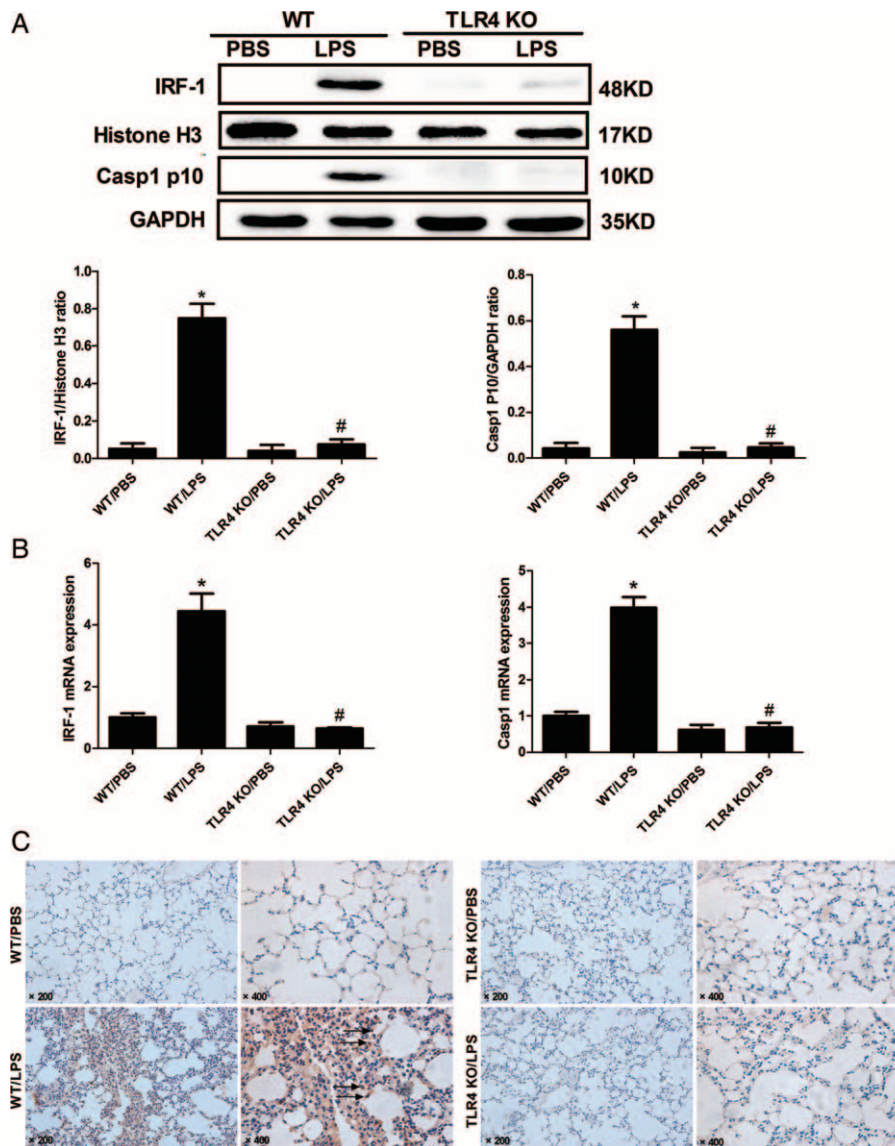 A
WT TLR4 KO
PBS LPS PBS LPS
IRF-1 48KD
Histone H3 17KD
Casp1 p10 10KD
GAPDH 35KD
IRF-1/Histone H3 ratio
1.0
0.8
0.6
0.4
0.2
0.0
*
#
WT/PBS
WT/LPS
TLR4 KO/PBS
TLR4 KO/LPS
Casp1 P10/GAPDH ratio
0.8
0.6
0.4
0.2
0.0
*
#
WT/PBS
WT/LPS
TLR4 KO/PBS
TLR4 KO/LPS
B
IRF-1 mRNA expression
6
4
2
0
*
#
WT/PBS
WT/LPS
TLR4 KO/PBS
TLR4 KO/LPS
Casp1 mRNA expression
5
4
3
2
1
0
*
#
WT/PBS
WT/LPS
TLR4 KO/PBS
TLR4 KO/LPS
C
WT/PBS
× 200
× 400
TLR4 KO/PBS
× 200
× 400
WT/LPS
× 200
× 400
TLR4 KO/LPS
× 200
× 400